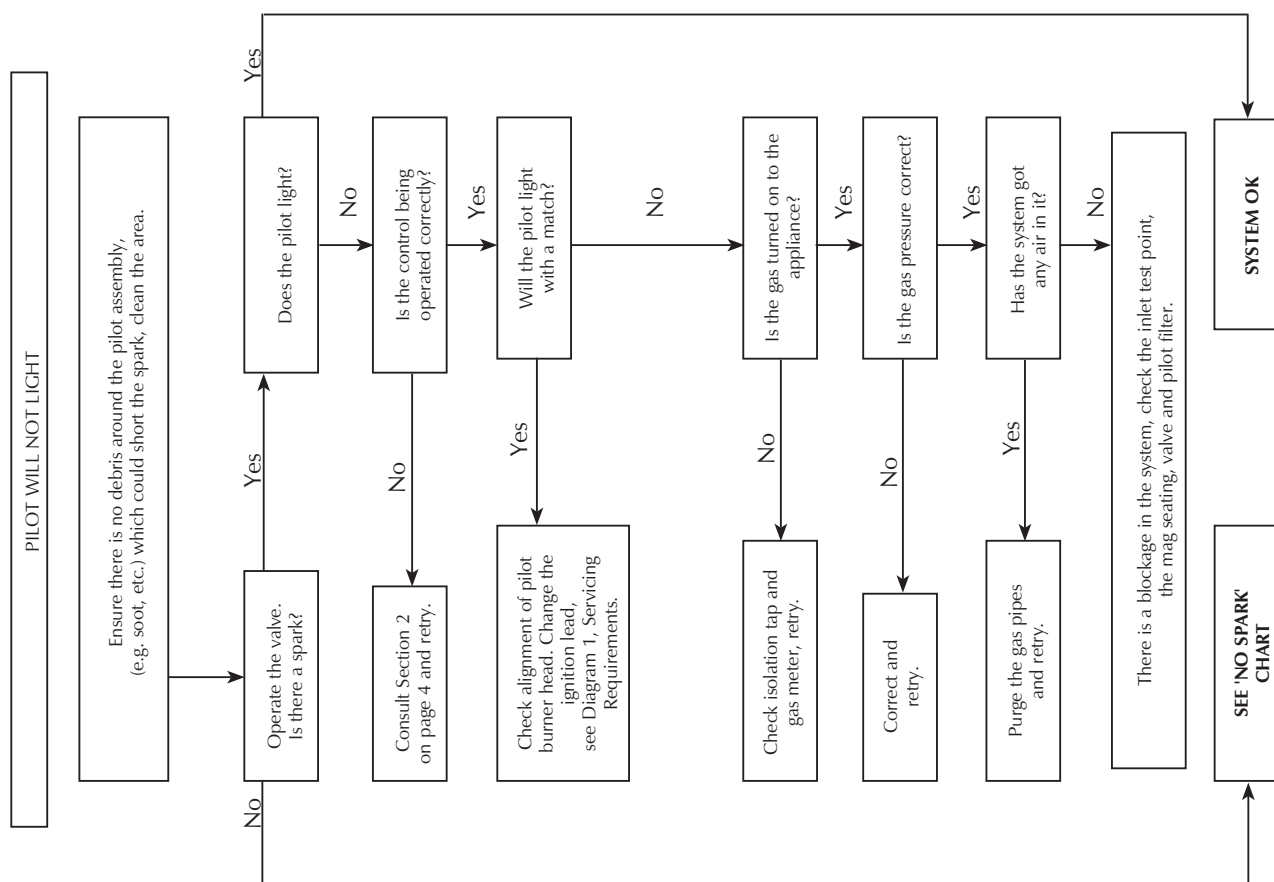 PILOT WILL NOT LIGHT
Ensure there is no debris around the pilot assembly,
(e.g. soot, etc.) which could short the spark, clean the area.
Operate the valve.
Is there a spark?
Yes
No
Does the pilot light?
Yes
No
Is the control being
operated correctly?
No
Consult Section 2
on page 4 and retry.
Yes
Will the pilot light
with a match?
Yes
Check alignment of pilot
burner head. Change the
ignition lead,
see Diagram 1, Servicing
Requirements.
No
Is the gas turned on to the
appliance?
No
Check isolation tap and
gas meter, retry.
Yes
Is the gas pressure correct?
No
Correct and
retry.
Yes
Has the system got
any air in it?
Yes
Purge the gas pipes
and retry.
No
There is a blockage in the system, check the inlet test point,
the mag seating, valve and pilot filter.
SEE 'NO SPARK'
CHART
SYSTEM OK